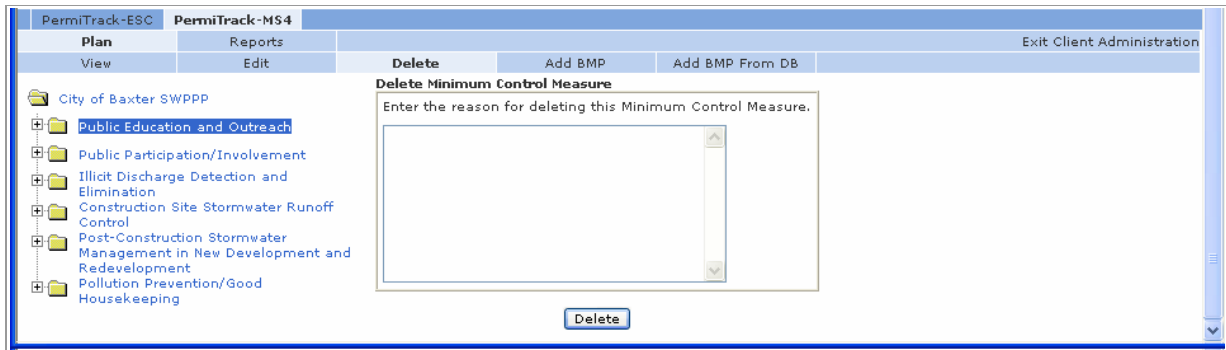 PermiTrack-ESC PermiTrack-MS4
Plan Reports Exit Client Administration
View Edit Delete Add BMP Add BMP From DB
Delete Minimum Control Measure
City of Baxter SWPPP
Enter the reason for deleting this Minimum Control Measure.
Public Education and Outreach
Public Participation/Involvement
Illicit Discharge Detection and
Elimination
Construction Site Stormwater Runoff
Control
Post-Construction Stormwater
Management in New Development and
Redevelopment
Pollution Prevention/Good
Housekeeping
Delete